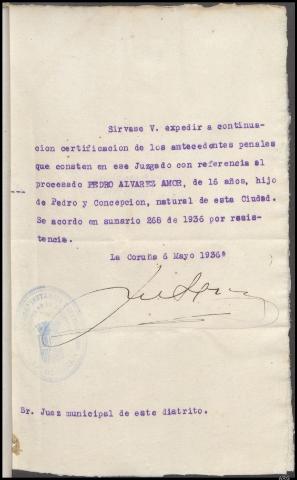 Sirvase V. expedir a continua-
cion certificacion de los antecedentes penales
que consten en ese Juzgado con referencia al
procesado PEDRO ALVAREZ AMOR, de 16 años, hijo
de Pedro y Concepcion, natural de esta Ciudad.
Se acordo en sumario 268 de 1936 por resis-
tencia.
La Coruña 6 Mayo 1936
Sr. Juez municipal de este distrito.